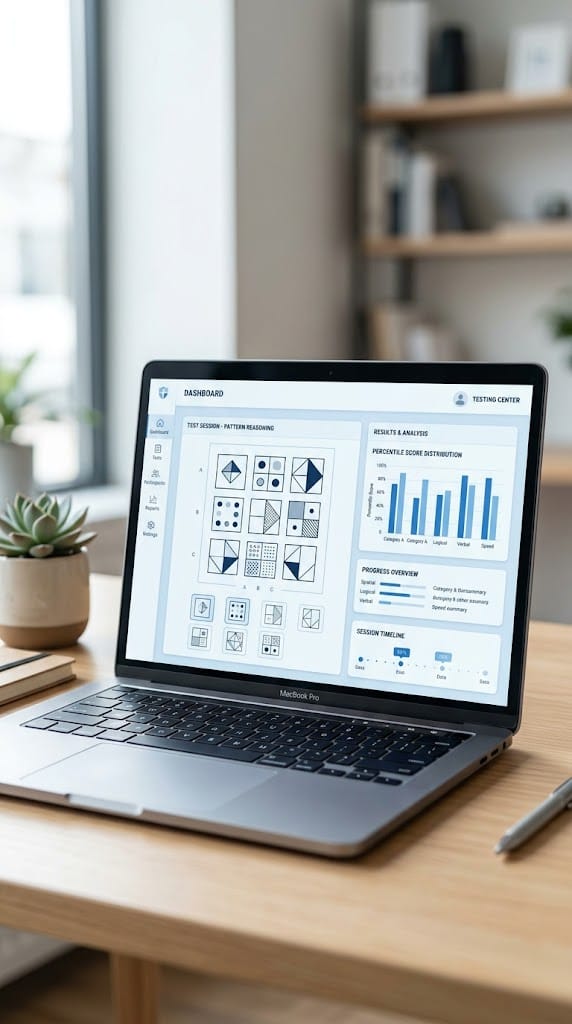 DASHBOARD
TESTING CENTER
Dashboard
Tests
Participants
Reports
Settings
TEST SESSION - PATTERN REASONING
A
B
C
A B C
RESULTS & ANALYSIS
PERCENTILE SCORE DISTRIBUTION
Percentile Score
100%
80%
60%
40%
20%
0%
Category A Category A Logical Verbal Speed
PROGRESS OVERVIEW
Spatial
Logical
Verbal
Speed summary
SESSION TIMELINE
MacBook Pro